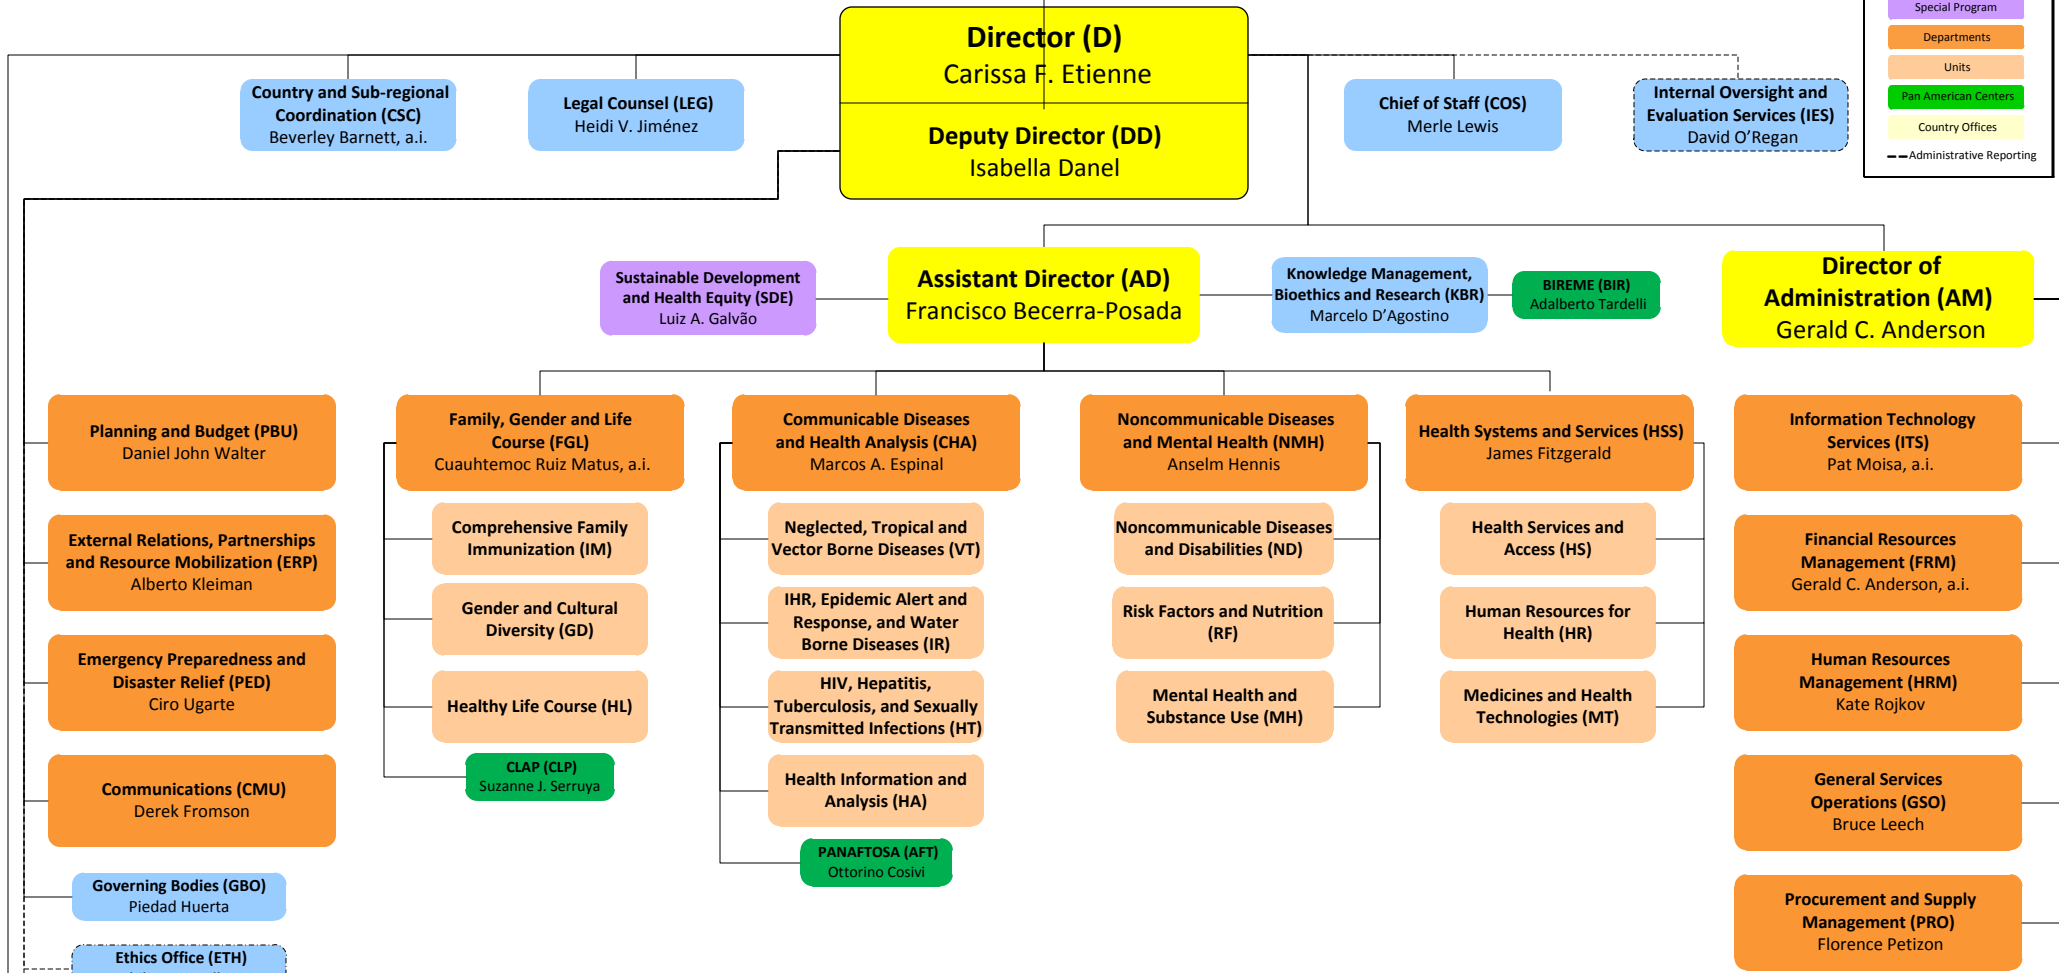 Director (D)
Carissa F. Etienne
Deputy Director (DD)
Isabella Danel
Country and Sub-regional
Coordination (CSC)
Beverley Barnett, a.i.
Legal Counsel (LEG)
Heidi V. Jiménez
Chief of Staff (COS)
Merle Lewis
Internal Oversight and
Evaluation Services (IES)
David O'Regan
Special Program
Departments
Units
Pan American Centers
Country Offices
Administrative Reporting
Sustainable Development
and Health Equity (SDE)
Luiz A. Galvão
Assistant Director (AD)
Francisco Becerra-Posada
Knowledge Management,
Bioethics and Research (KBR)
Marcelo D'Agostino
BIREME (BIR)
Adalberto Tardelli
Director of
Administration (AM)
Gerald C. Anderson
Planning and Budget (PBU)
Daniel John Walter
External Relations, Partnerships
and Resource Mobilization (ERP)
Alberto Kleiman
Emergency Preparedness and
Disaster Relief (PED)
Ciro Ugarte
Communications (CMU)
Derek Fromson
Governing Bodies (GBO)
Piedad Huerta
Ethics Office (ETH)
Family, Gender and Life
Course (FGL)
Cuauhtemoc Ruiz Matus, a.i.
Comprehensive Family
Immunization (IM)
Gender and Cultural
Diversity (GD)
Healthy Life Course (HL)
CLAP (CLP)
Suzanne J. Serruya
Communicable Diseases
and Health Analysis (CHA)
Marcos A. Espinal
Neglected, Tropical and
Vector Borne Diseases (VT)
IHR, Epidemic Alert and
Response, and Water
Borne Diseases (IR)
HIV, Hepatitis,
Tuberculosis, and Sexually
Transmitted Infections (HT)
Health Information and
Analysis (HA)
PANAFTOSA (AFT)
Ottorino Cosivi
Noncommunicable Diseases
and Mental Health (NMH)
Anselm Hennis
Noncommunicable Diseases
and Disabilities (ND)
Risk Factors and Nutrition
(RF)
Mental Health and
Substance Use (MH)
Health Systems and Services (HSS)
James Fitzgerald
Health Services and
Access (HS)
Human Resources for
Health (HR)
Medicines and Health
Technologies (MT)
Information Technology
Services (ITS)
Pat Moisa, a.i.
Financial Resources
Management (FRM)
Gerald C. Anderson, a.i.
Human Resources
Management (HRM)
Kate Rojkov
General Services
Operations (GSO)
Bruce Leech
Procurement and Supply
Management (PRO)
Florence Petizon